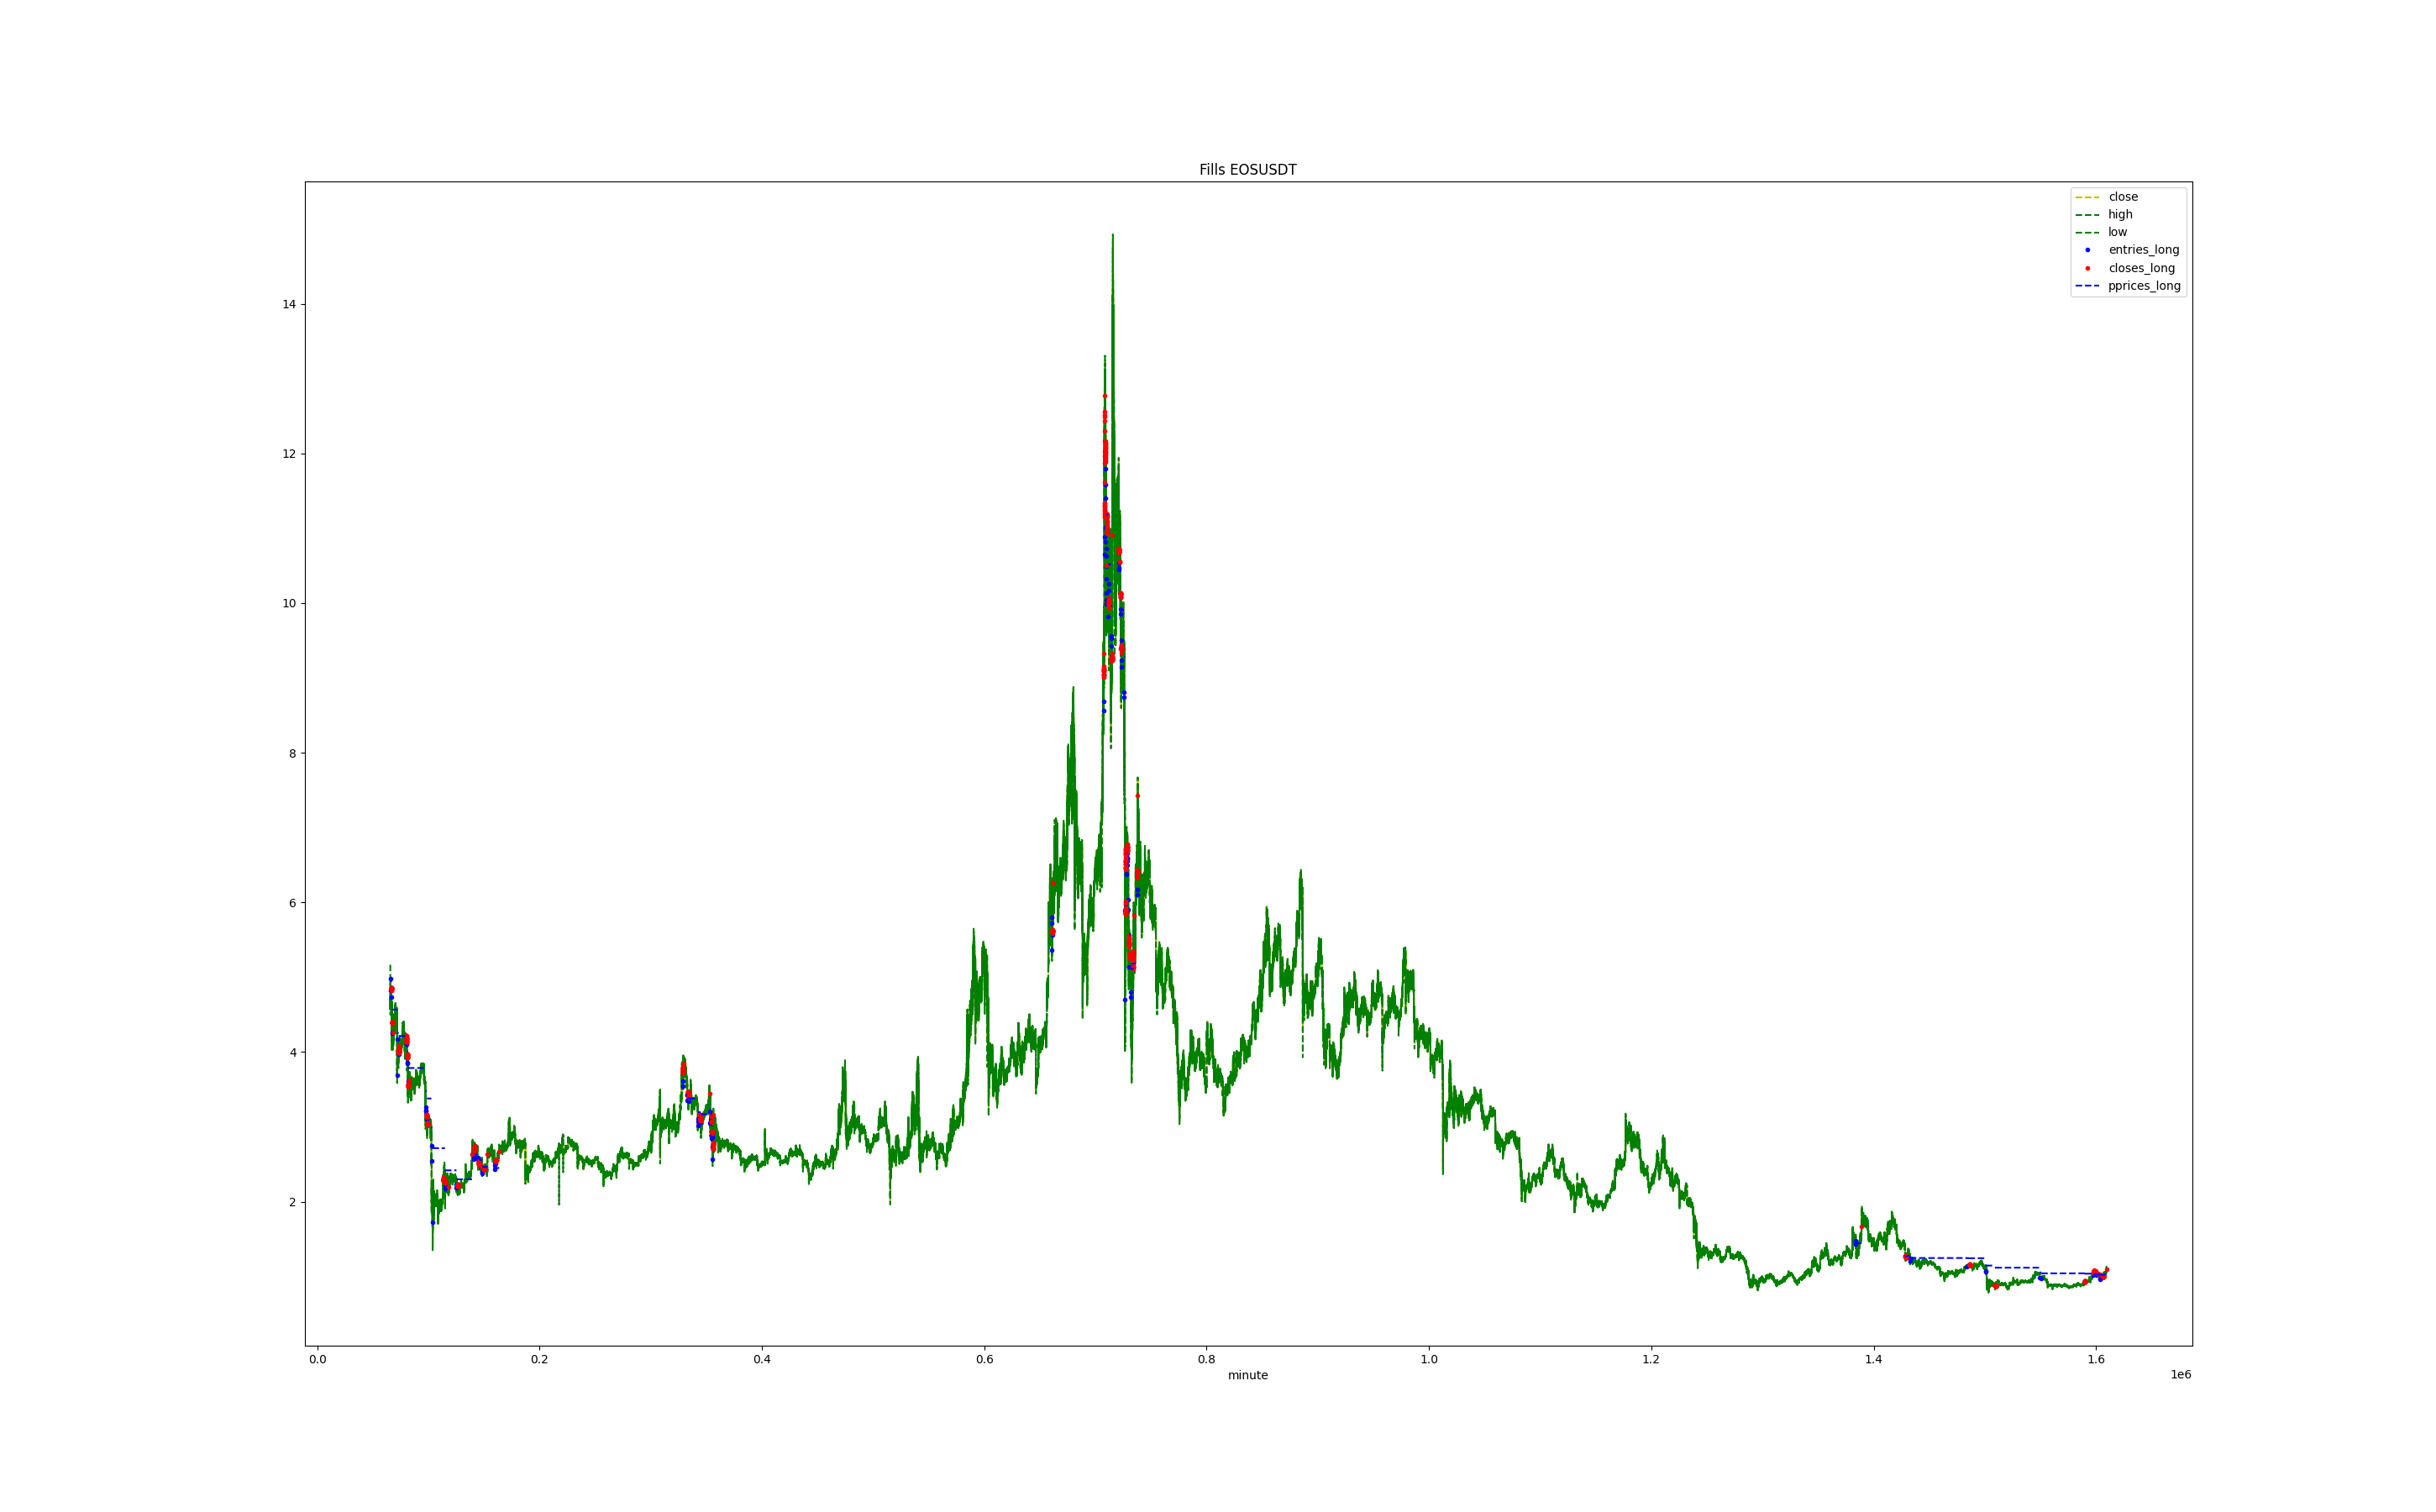 Fills EOSUSDT
close
high
low
entries_long
closes_long
pprices_long
14
12
10
8
6
4
2
0.0 0.2 0.4 0.6 0.8 1.0 1.2 1.4 1.6
minute 1e6